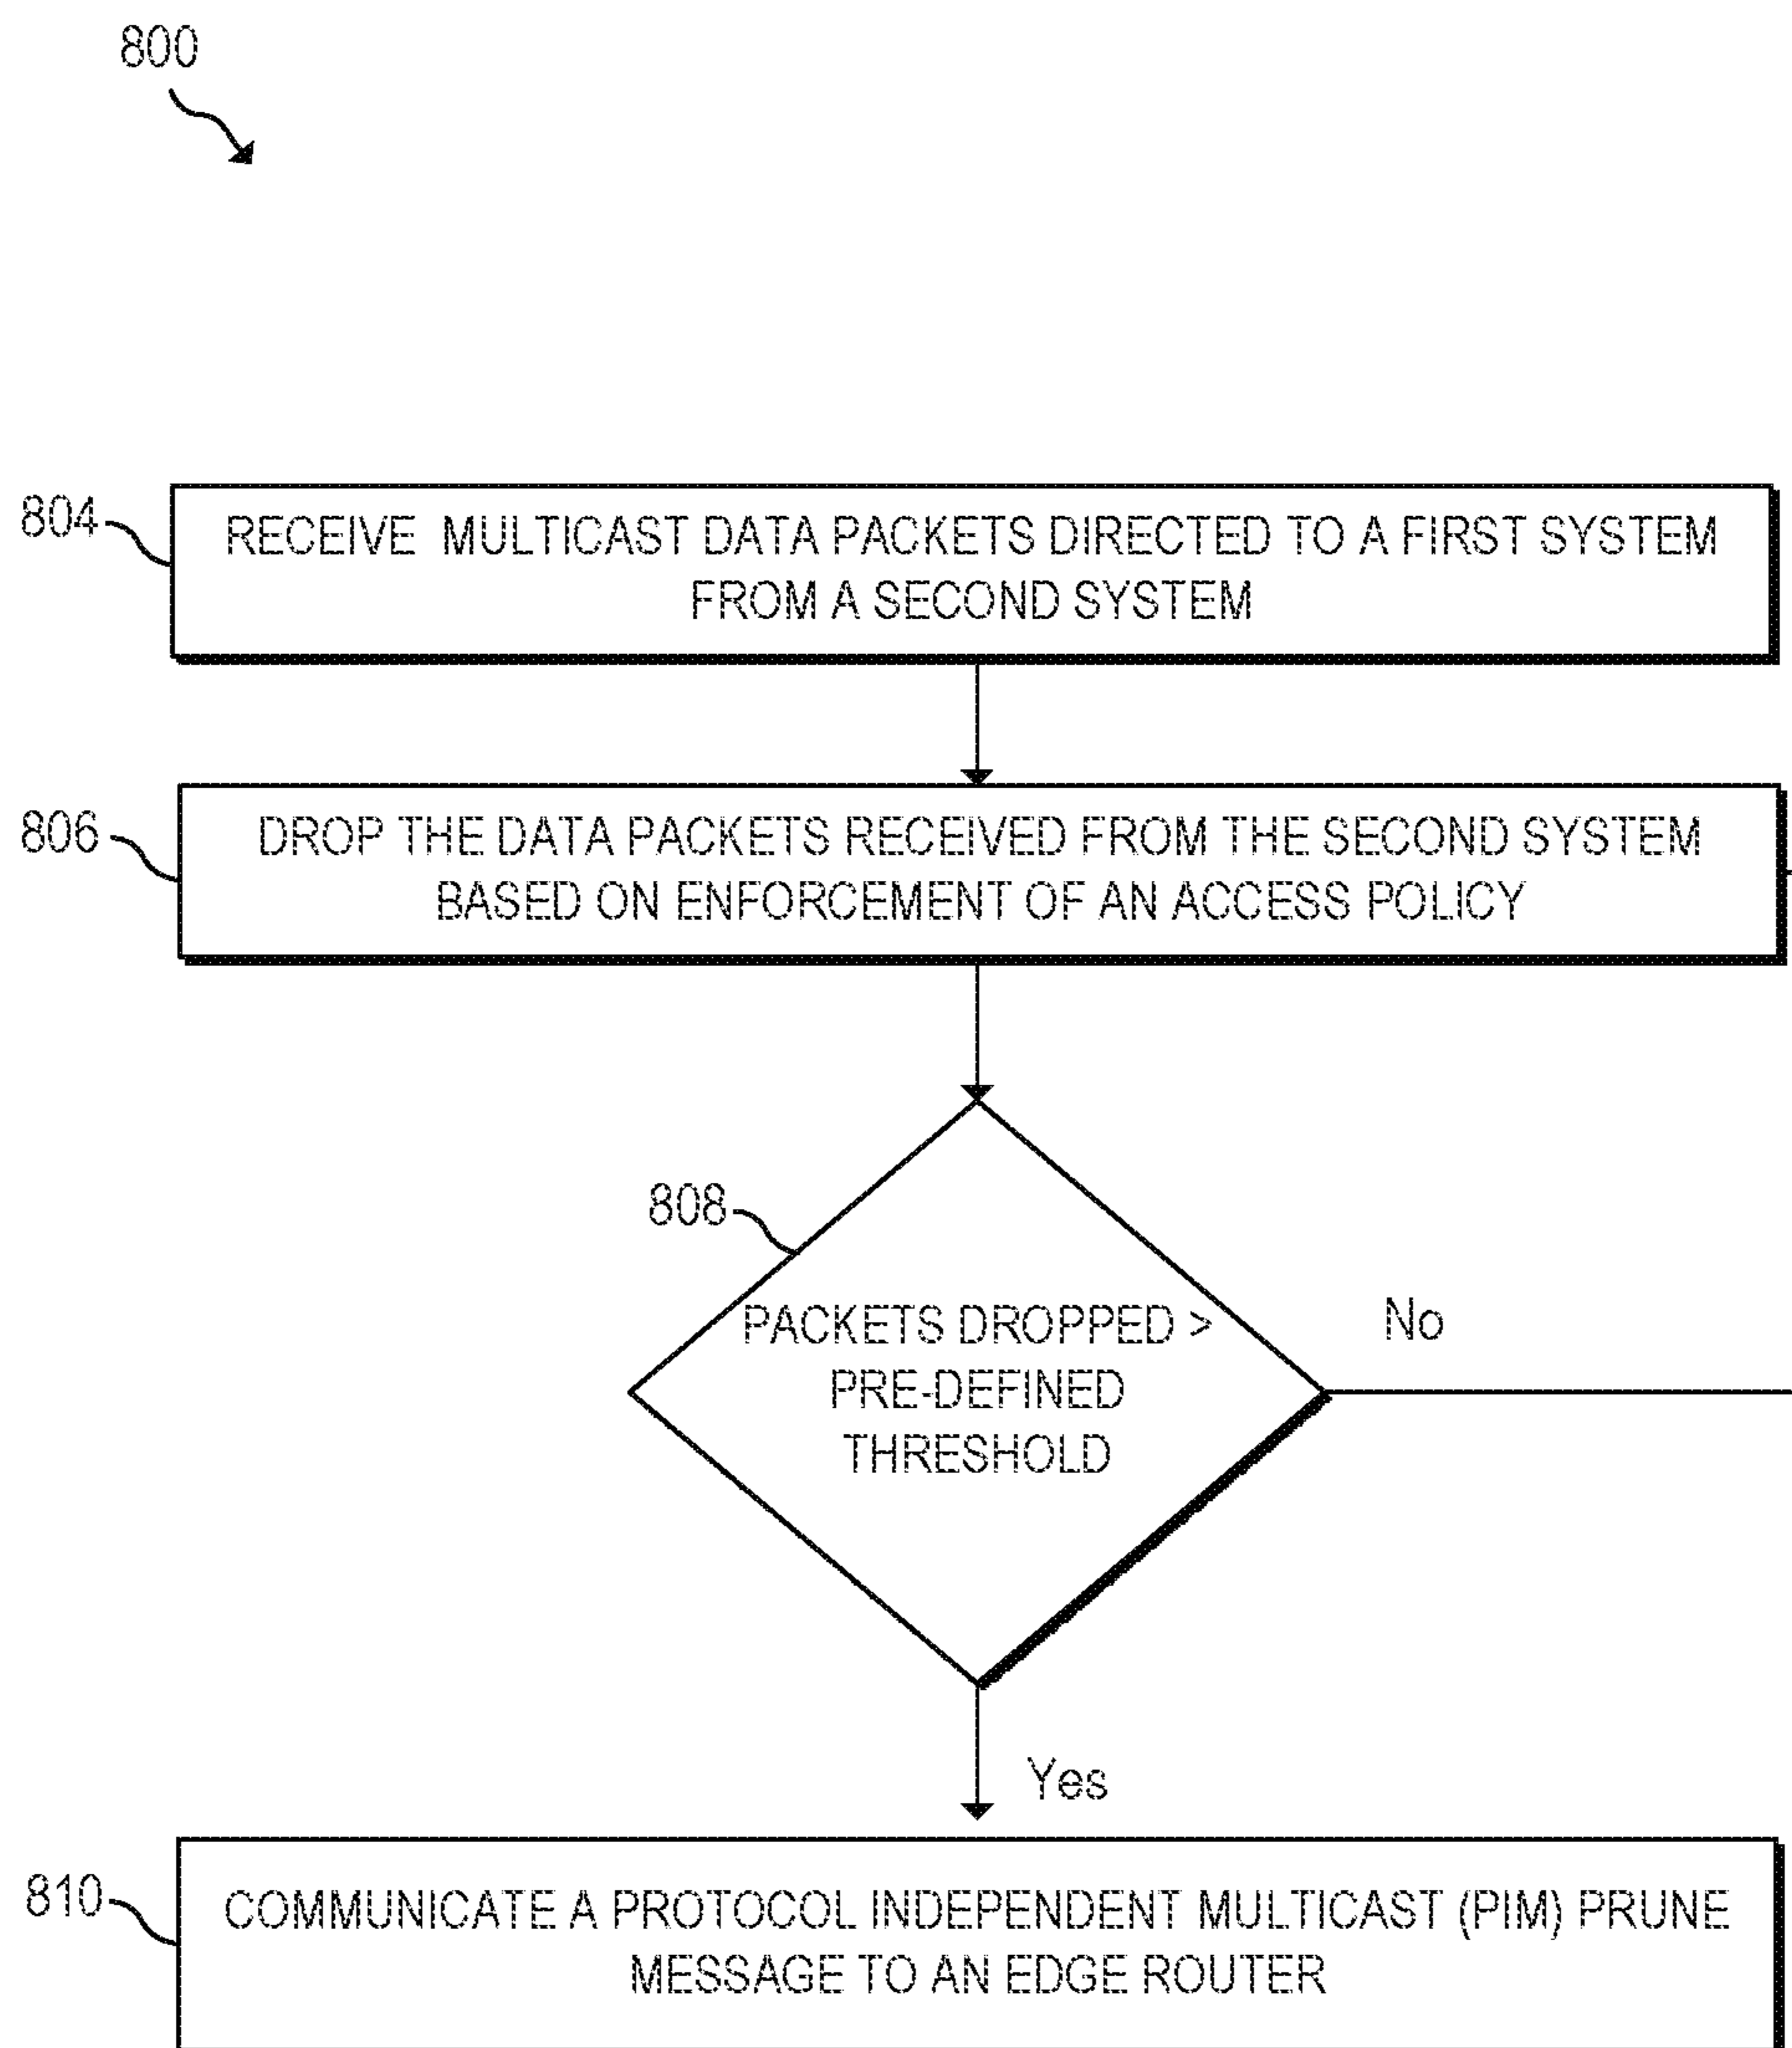 800
804
RECEIVE MULTICAST DATA PACKETS DIRECTED TO A FIRST SYSTEM
FROM A SECOND SYSTEM
806
DROP THE DATA PACKETS RECEIVED FROM THE SECOND SYSTEM
BASED ON ENFORCEMENT OF AN ACCESS POLICY
808
PACKETS DROPPED >
PRE-DEFINED
THRESHOLD
No
Yes
810
COMMUNICATE A PROTOCOL INDEPENDENT MULTICAST (PIM) PRUNE
MESSAGE TO AN EDGE ROUTER